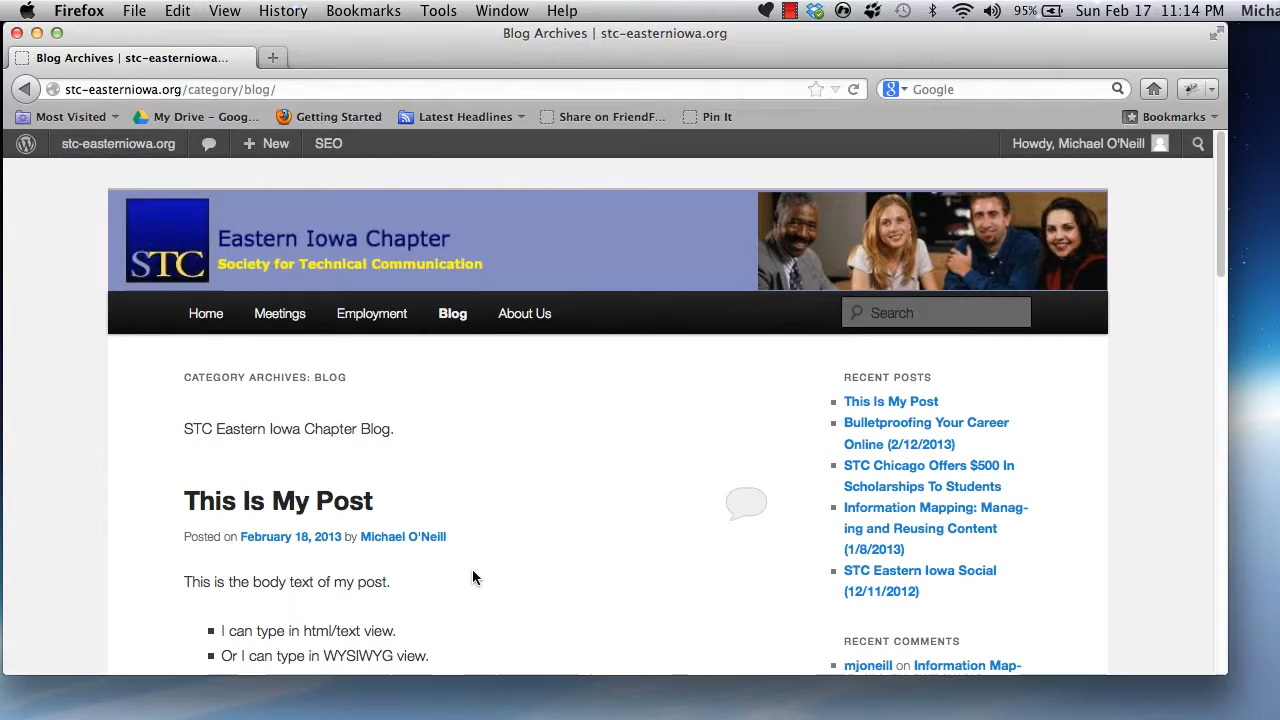 Firefox File Edit View History Bookmarks Tools Window Help 95% Sun Feb 17 11:14 PM Micha
Blog Archives | stc-easterniowa.org
Blog Archives | stc-easterniowa...
stc-easterniowa.org/category/blog/ Google
Most Visited My Drive - Goog... Getting Started Latest Headlines Share on FriendF... Pin It Bookmarks
stc-easterniowa.org + New SEO Howdy, Michael O'Neill
STC Eastern Iowa Chapter
Society for Technical Communication
Home Meetings Employment Blog About Us Search
CATEGORY ARCHIVES: BLOG
STC Eastern Iowa Chapter Blog.
This Is My Post
Posted on February 18, 2013 by Michael O'Neill
This is the body text of my post.
I can type in html/text view.
Or I can type in WYSIWYG view.
RECENT POSTS
This Is My Post
Bulletproofing Your Career
Online (2/12/2013)
STC Chicago Offers $500 In
Scholarships To Students
Information Mapping: Manag-
ing and Reusing Content
(1/8/2013)
STC Eastern Iowa Social
(12/11/2012)
RECENT COMMENTS
mjoneill on Information Map-